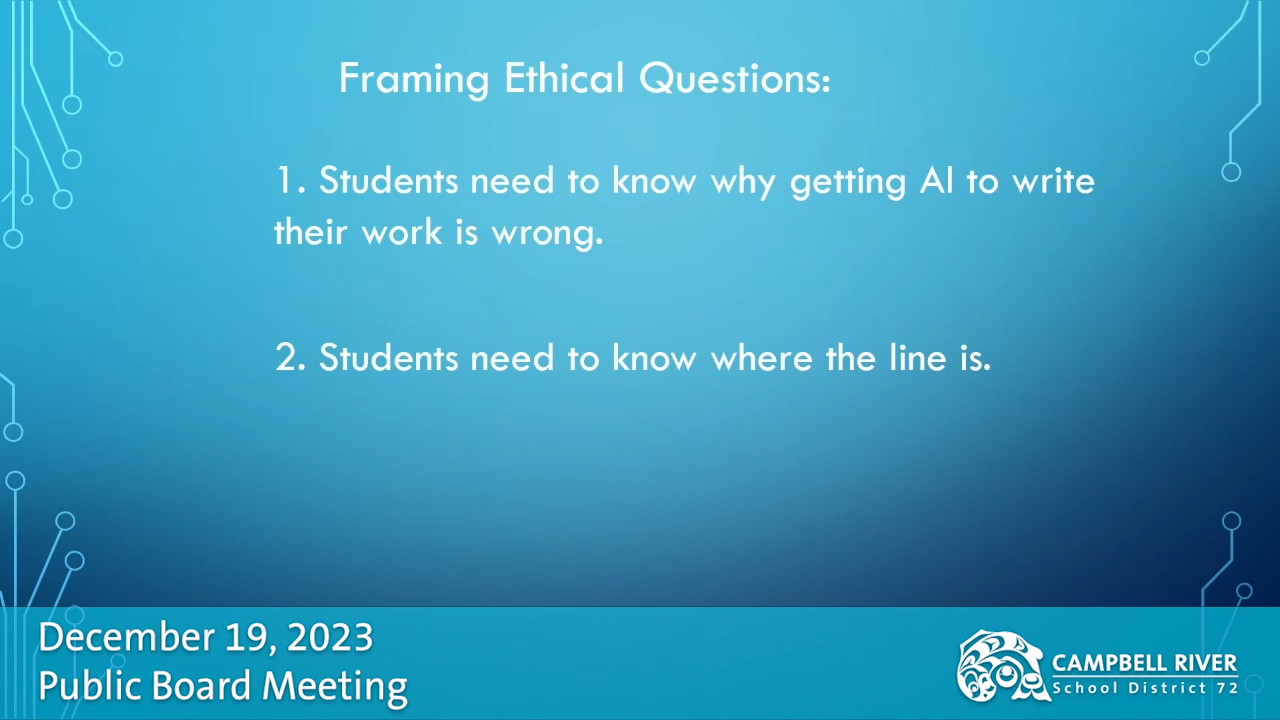 Framing Ethical Questions:
1. Students need to know why getting AI to write
their work is wrong.
2. Students need to know where the line is.
December 19, 2023
Public Board Meeting
CAMPBELL RIVER
School District 72